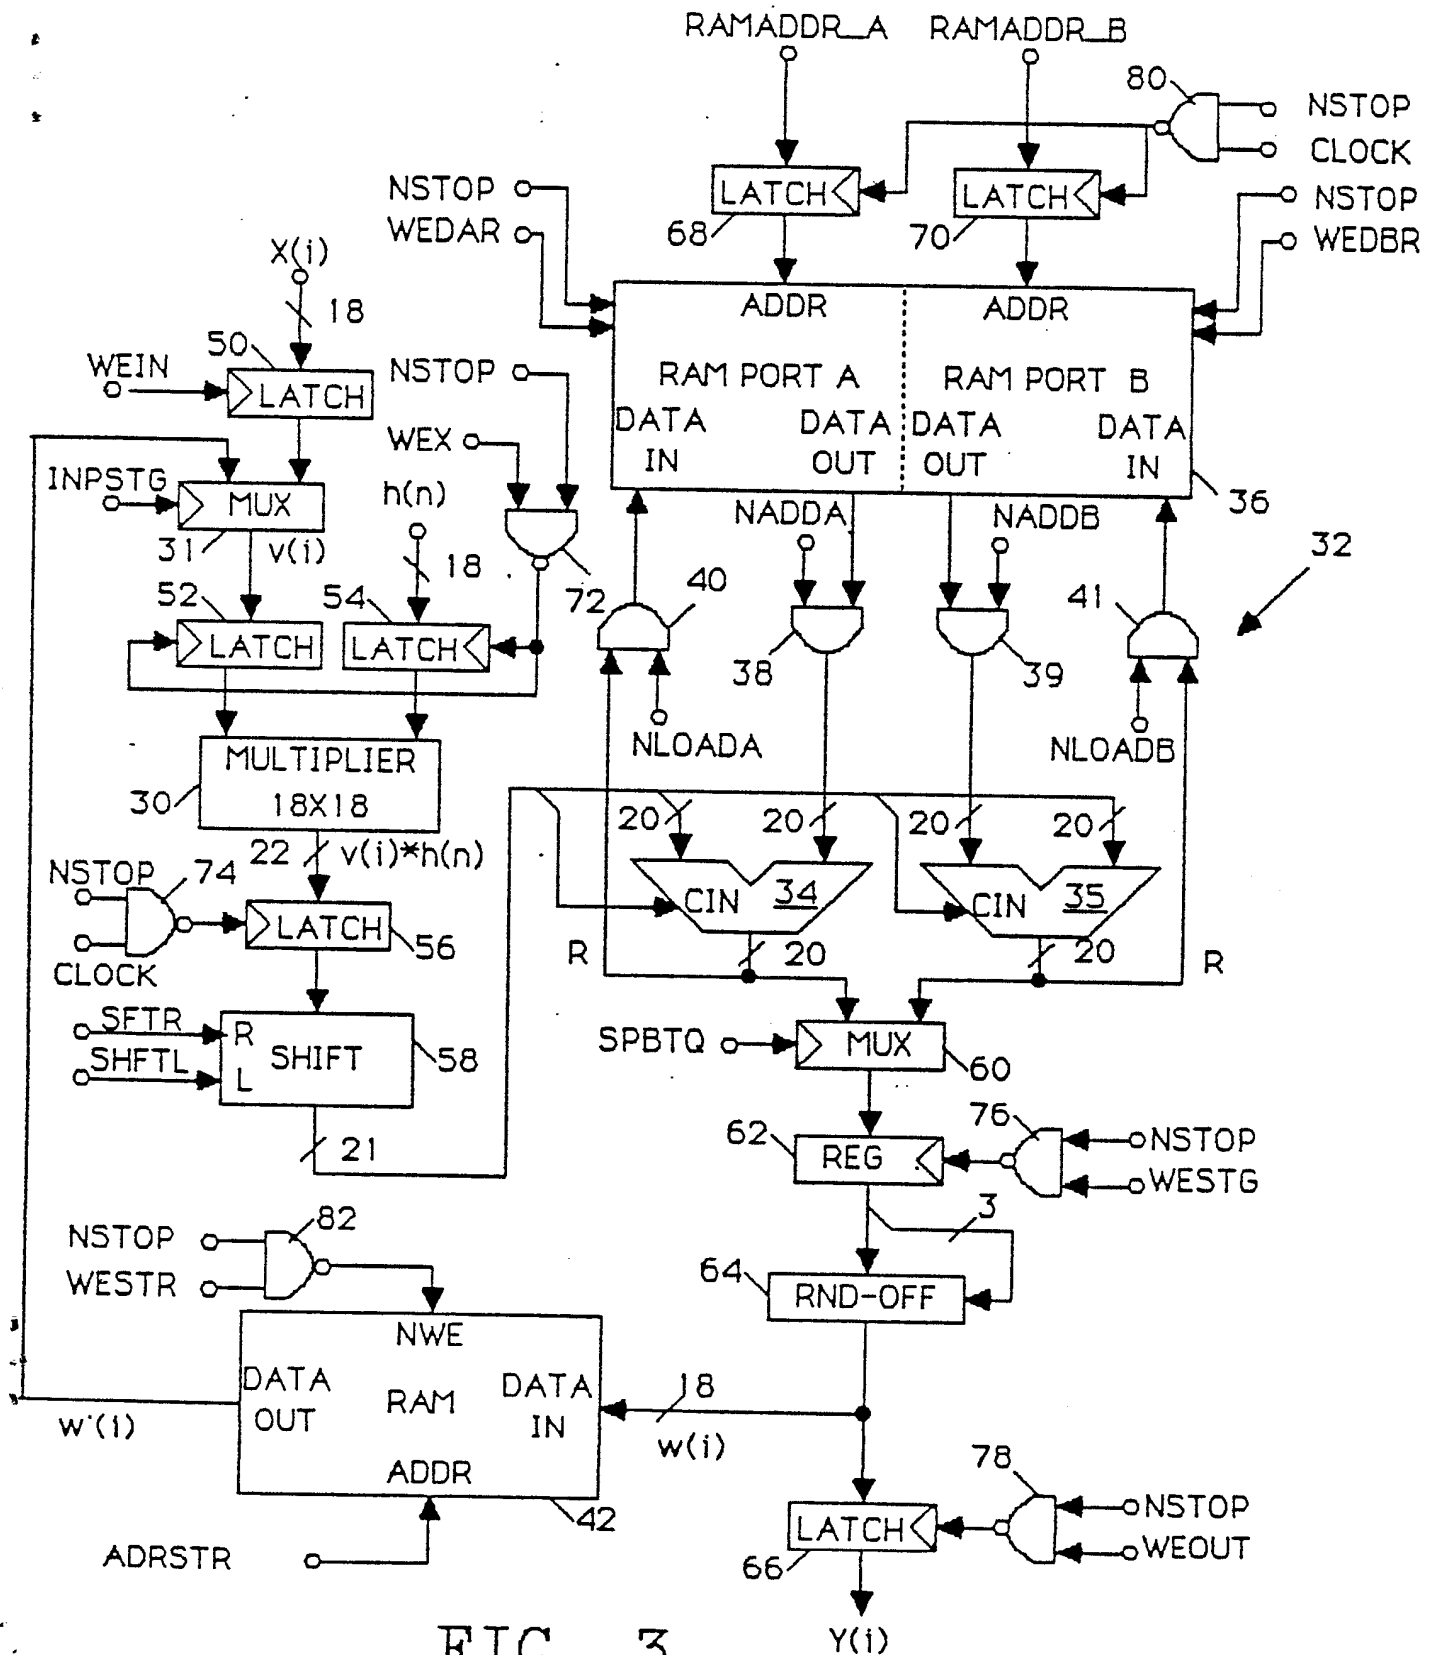 RAMADDR_A RAMADDR_B
80
NSTOP
CLOCK
LATCH
68
LATCH
70
NSTOP
WEDAR
NSTOP
WEDBR
X(i)
18
50
WEIN
LATCH
NSTOP
WEX
INPSTG
MUX
31
v(i)
h(n)
18
72
52
LATCH
54
LATCH
ADDR
ADDR
RAM PORT A
RAM PORT B
DATA IN
DATA OUT
DATA OUT
DATA IN
36
32
NADDA
NADDB
40
38
39
41
NLOADA
NLOADB
MULTIPLIER
18X18
30
22
v(i)*h(n)
NSTOP
74
CLOCK
LATCH
56
SFTR
SHFTL
R
L
SHIFT
58
21
20
20
20
20
CIN
34
CIN
35
20
20
R
R
SPBTQ
MUX
60
62
REG
76
NSTOP
WESTG
3
64
RND-OFF
NSTOP
WESTR
82
NWE
DATA OUT
RAM
DATA IN
ADDR
42
w'(i)
18
w(i)
ADRSTR
78
NSTOP
WEOUT
LATCH
66
Y(i)
FIG. 3